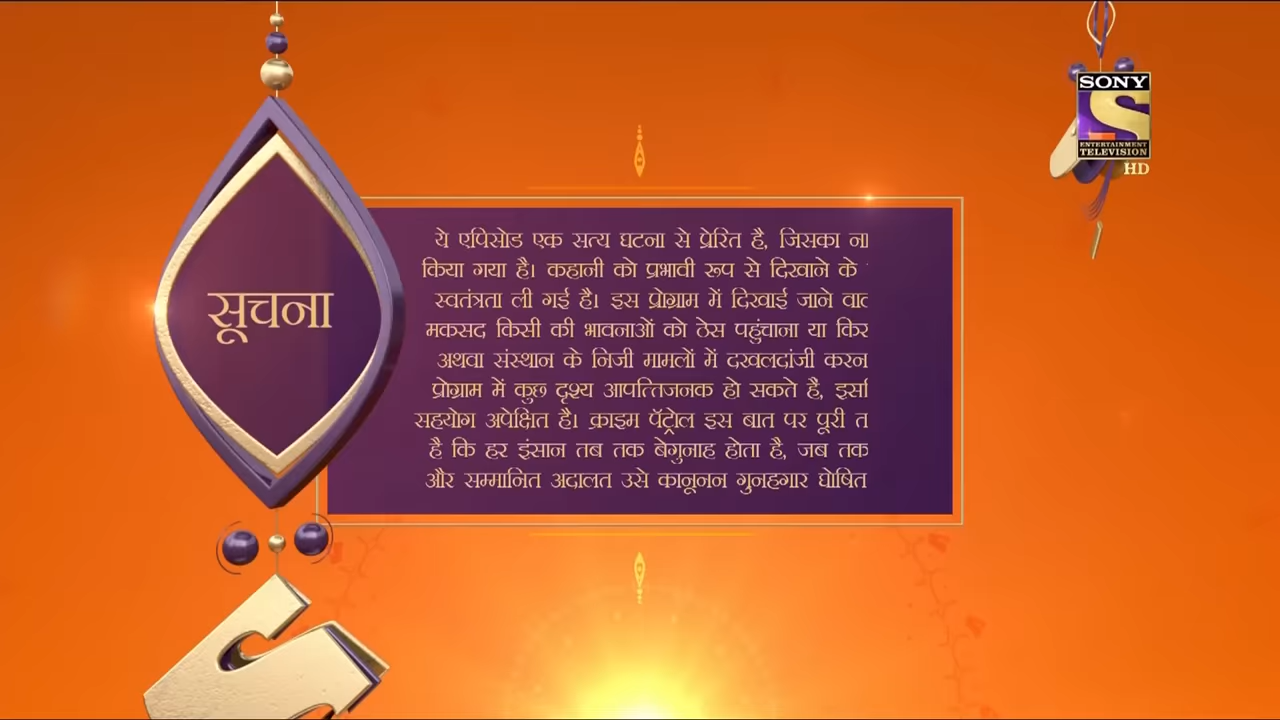 सूचना
ये एपिसोड एक सत्य घटना से प्रेरित है, जिसका
किया गया है। कहानी को प्रभावी रूप से दिखाने के
स्वतंत्रता ली गई है। इस प्रोग्राम में दिखाई जाने
मकसद किसी की भावनाओं को ठेस पहुंचाना या
अथवा संस्थान के निजी मामलों में दखलदांजी
प्रोग्राम में कुछ दृश्य आपत्तिजनक हो सकते है,
सहयोग अपेक्षित है। क्राइम पॅट्रोल इस बात पर पूरी
है कि हर इंसान तब तक बेगुनाह होता है, जब तक
और सम्मानित अदालत उसे कानूनन गुनहगार घोषित
SONY
ENTERTAINMENT
TELEVISION
HD